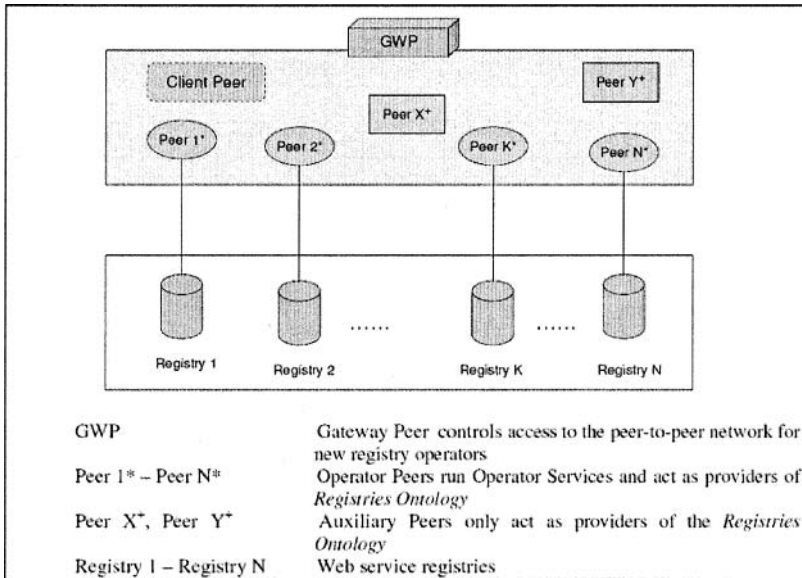 GWP
Client Peer
Peer Y⁺
Peer X⁺
Peer 1*
Peer 2*
Peer K*
Peer N*
......
......
Registry 1
Registry 2
Registry K
Registry N
GWP Gateway Peer controls access to the peer-to-peer network for
new registry operators
Peer 1* – Peer N* Operator Peers run Operator Services and act as providers of
Registries Ontology
Peer X⁺, Peer Y⁺ Auxiliary Peers only act as providers of the Registries
Ontology
Registry 1 – Registry N Web service registries